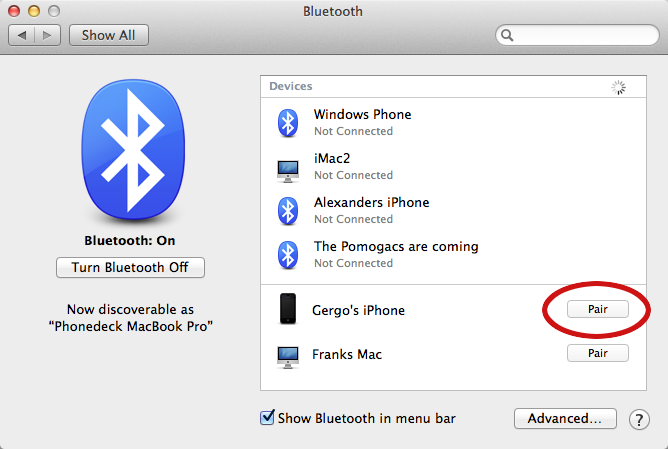 Bluetooth
Show All
Devices
Windows Phone
Not Connected
iMac2
Not Connected
Alexanders iPhone
Not Connected
The Pomogacs are coming
Not Connected
Bluetooth: On
Turn Bluetooth Off
Now discoverable as
“Phonedeck MacBook Pro”
Gergo's iPhone
Pair
Franks Mac
Pair
Show Bluetooth in menu bar
Advanced...
?